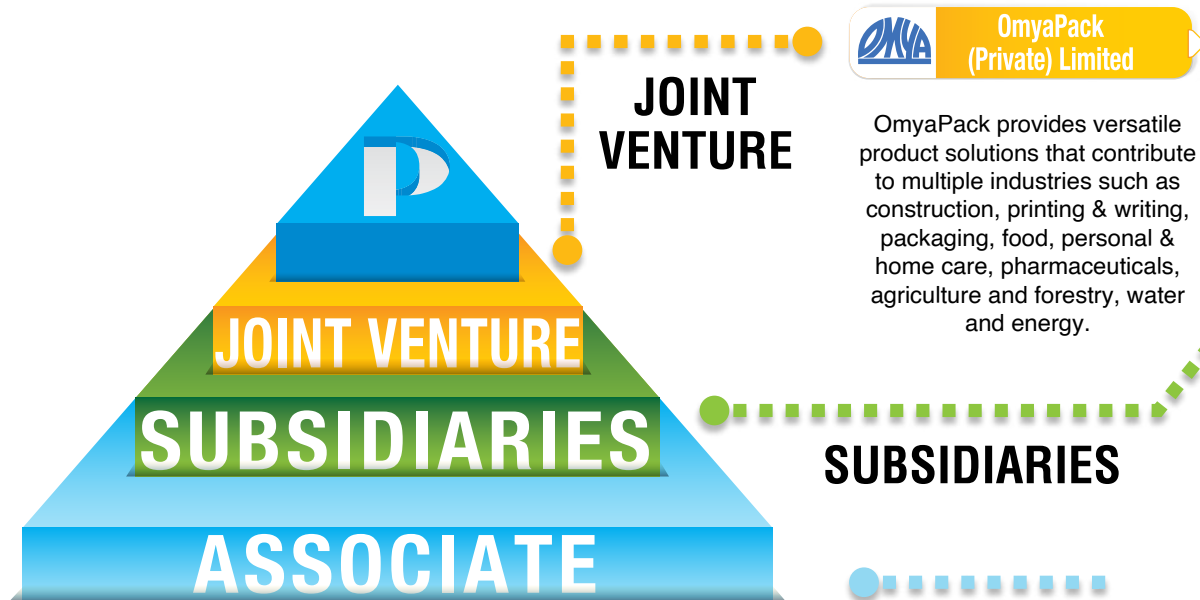 P
JOINT VENTURE
SUBSIDIARIES
ASSOCIATE
JOINT
VENTURE
OMYA
OmyaPack
(Private) Limited
OmyaPack provides versatile
product solutions that contribute
to multiple industries such as
construction, printing & writing,
packaging, food, personal &
home care, pharmaceuticals,
agriculture and forestry, water
and energy.
SUBSIDIARIES